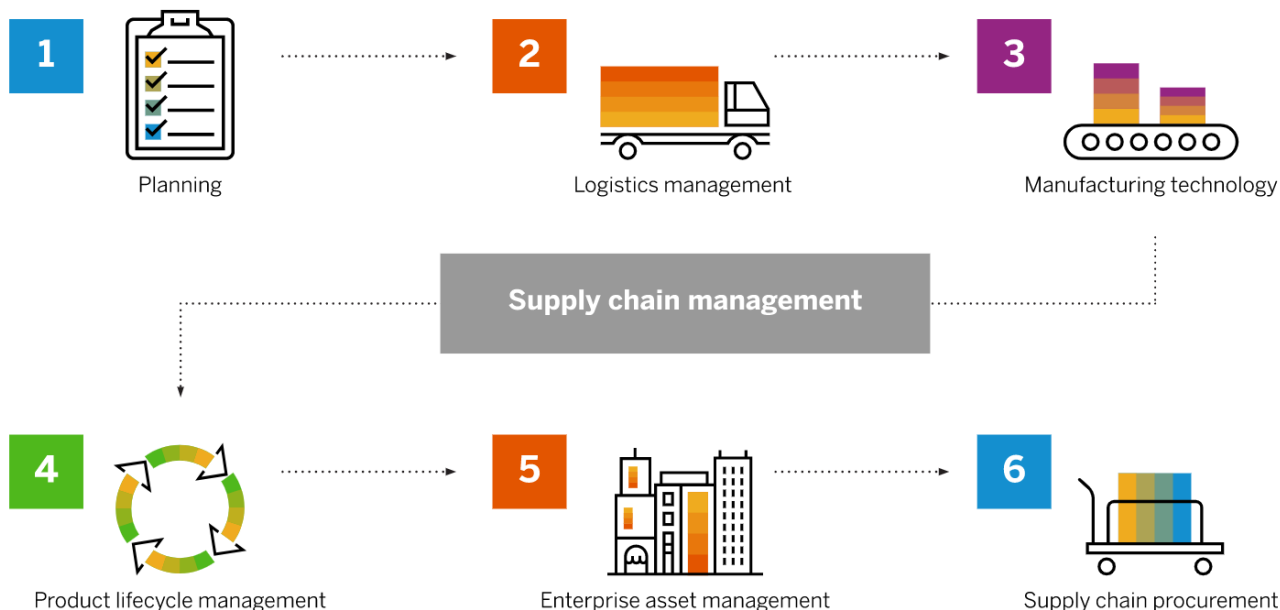 1
Planning
2
Logistics management
3
Manufacturing technology
Supply chain management
4
Product lifecycle management
5
Enterprise asset management
6
Supply chain procurement